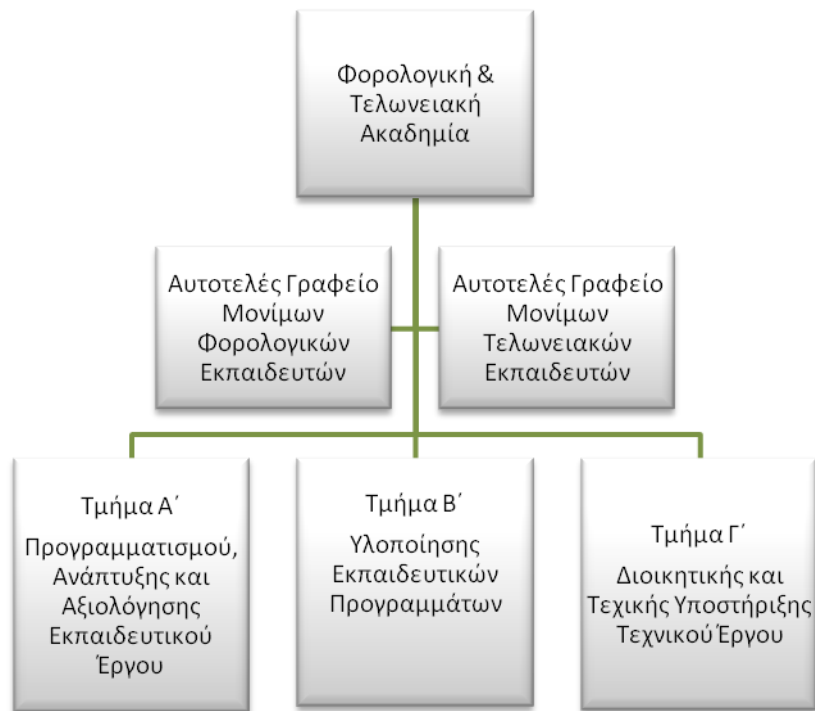 Φορολογική &
Τελωνειακή
Ακαδημία
Αυτοτελές Γραφείο
Μονίμων
Φορολογικών
Εκπαιδευτών
Αυτοτελές Γραφείο
Μονίμων
Τελωνειακών
Εκπαιδευτών
Τμήμα Α΄
Προγραμματισμού,
Ανάπτυξης και
Αξιολόγησης
Εκπαιδευτικού
Έργου
Τμήμα Β΄
Υλοποίησης
Εκπαιδευτικών
Προγραμμάτων
Τμήμα Γ΄
Διοικητικής και
Τεχικής Υποστήριξης
Τεχνικού Έργου